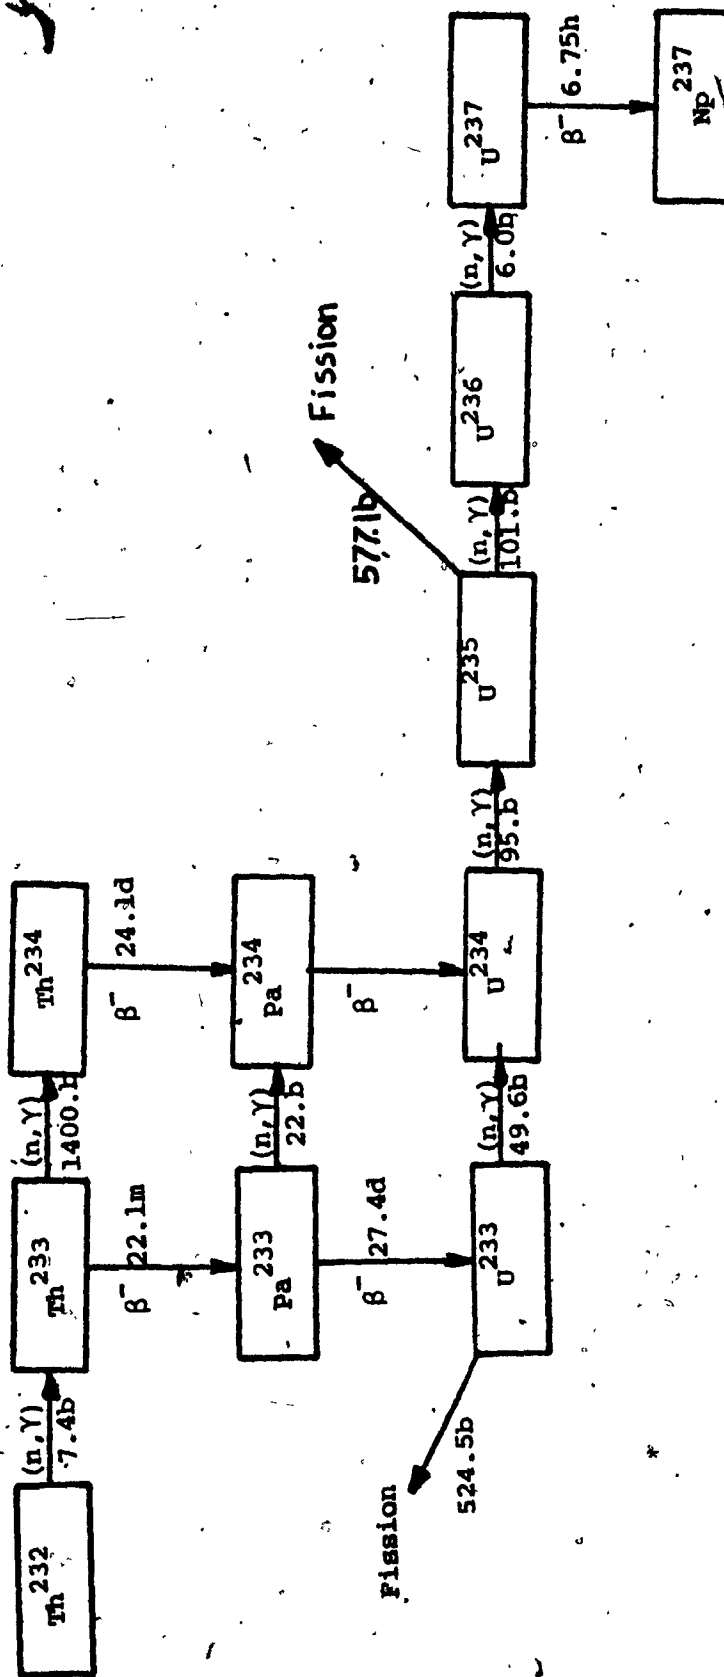 Th232
(n,γ)
7.4b
Th233
(n,γ)
1400.b
Th234
β-
22.1m
β-
24.1d
Pa233
(n,γ)
22.b
Pa234
β-
27.4d
β-
Fission
524.5b
U233
(n,γ)
49.6b
U234
(n,γ)
95.b
U235
577.1b
Fission
(n,γ)
101.b
U236
(n,γ)
6.0b
U237
β-
6.75h
Np237